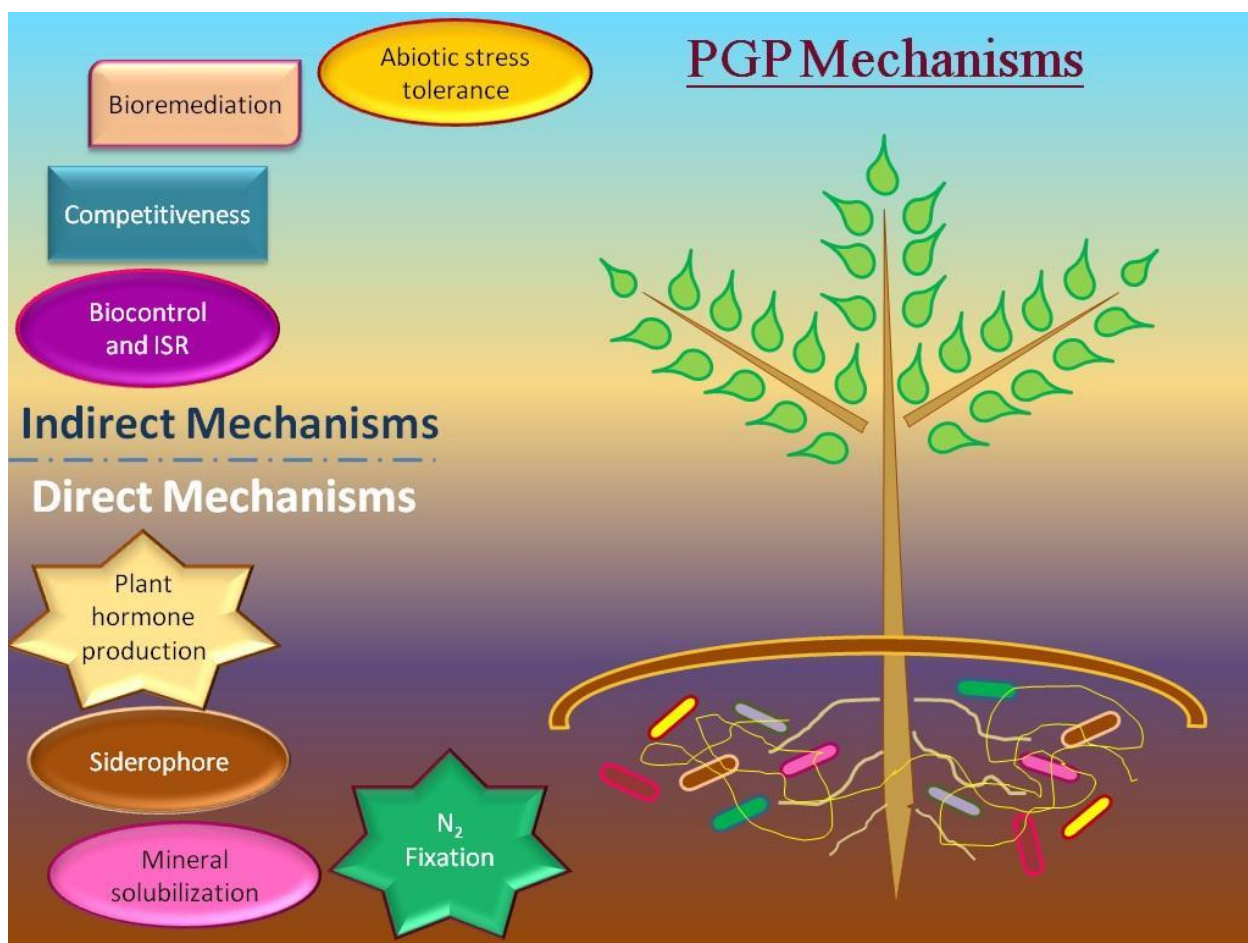 PGP Mechanisms
Abiotic stress
tolerance
Bioremediation
Competitiveness
Biocontrol
and ISR
Indirect Mechanisms
Direct Mechanisms
Plant
hormone
production
Siderophore
N₂
Fixation
Mineral
solubilization